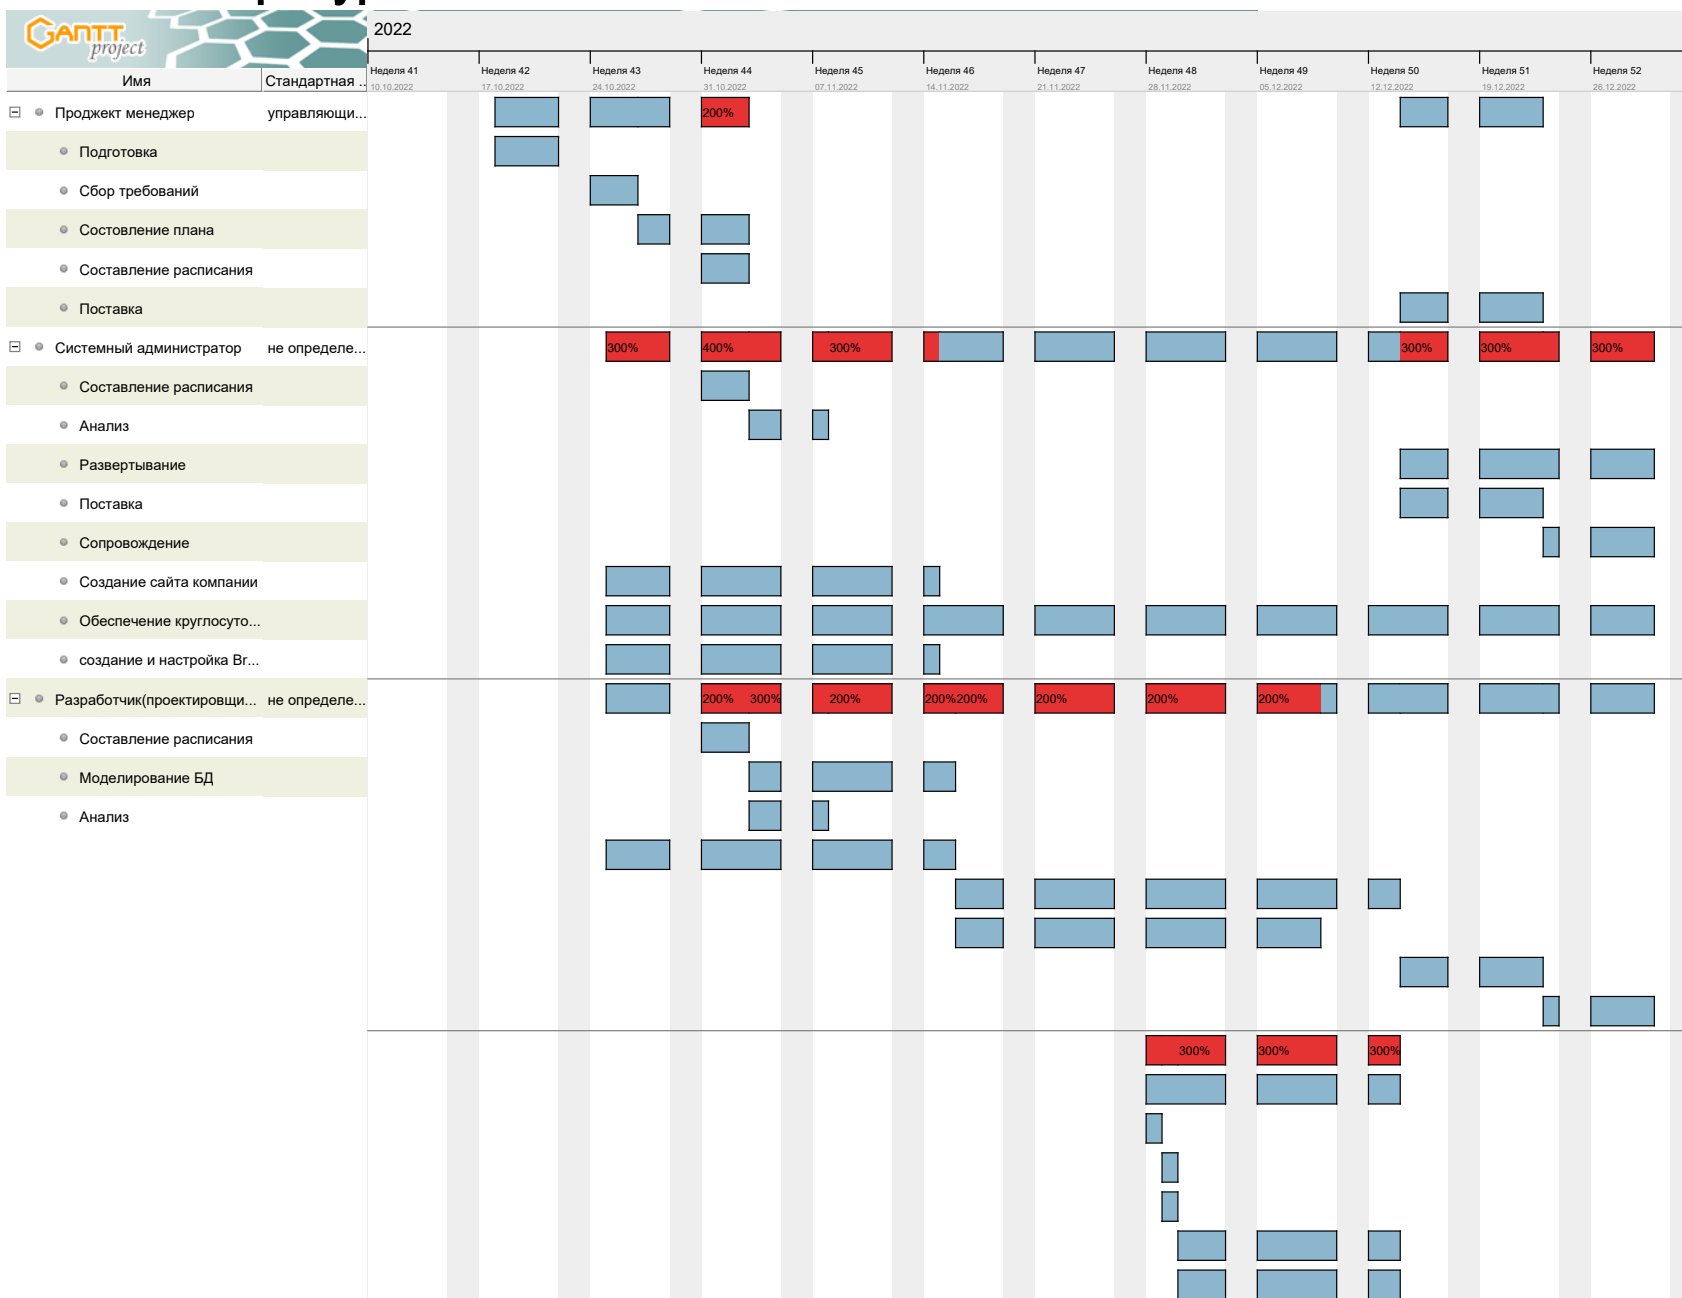 GANTT
project
2022
Имя Стандартная ..
Неделя 41 Неделя 42 Неделя 43 Неделя 44 Неделя 45 Неделя 46 Неделя 47 Неделя 48 Неделя 49 Неделя 50 Неделя 51 Неделя 52
10.10.2022 17.10.2022 24.10.2022 31.10.2022 07.11.2022 14.11.2022 21.11.2022 28.11.2022 05.12.2022 12.12.2022 19.12.2022 26.12.2022
Проджект менеджер управляющи... 200%
Подготовка
Сбор требований
Состовление плана
Составление расписания
Поставка
Системный администратор не определе... 300% 400% 300% 300% 300% 300%
Составление расписания
Анализ
Развертывание
Поставка
Сопровождение
Создание сайта компании
Обеспечение круглосуто...
создание и настройка Br...
Разработчик(проектировщи... не определе... 200% 300% 200% 200% 200% 200% 200% 200%
Составление расписания
Моделирование БД
Анализ
300% 300% 300%